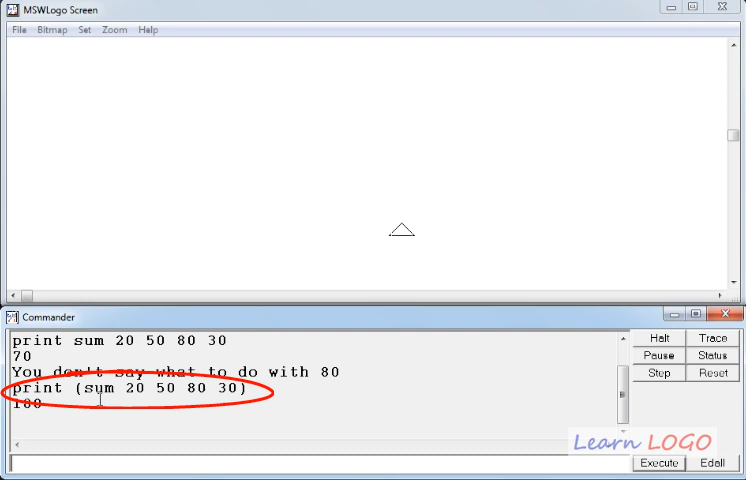 MSWLogo Screen
File Bitmap Set Zoom Help
Commander
print sum 20 50 80 30
70
You don't say what to do with 80
print (sum 20 50 80 30)
180
Halt Trace
Pause Status
Step Reset
Learn LOGO
Execute Edall